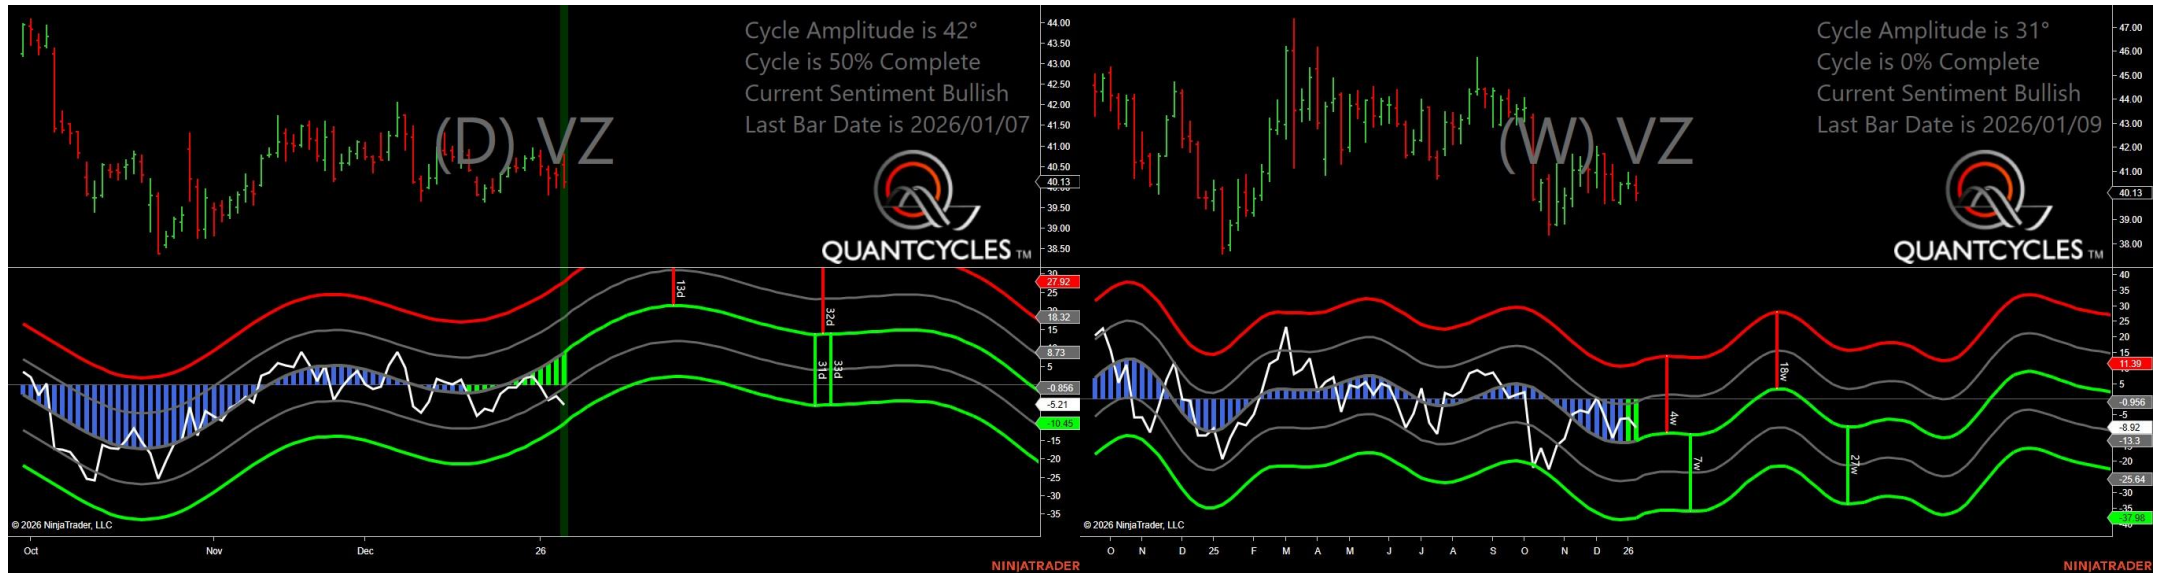 Cycle Amplitude is 42°
Cycle is 50% Complete
Current Sentiment Bullish
Last Bar Date is 2026/01/07
(D) VZ
QUANTCYCLES TM
44.00
43.50
43.00
42.50
42.00
41.50
41.00
40.50
40.13
39.50
39.00
38.50
13d
32d
31d
33d
30
27.92
25
18.32
15
8.73
5
-0.856
-5.21
-10.45
-15
-20
-25
-30
-35
© 2026 NinjaTrader, LLC
Oct
Nov
Dec
26
NINJATRADER
Cycle Amplitude is 31°
Cycle is 0% Complete
Current Sentiment Bullish
Last Bar Date is 2026/01/09
(W) VZ
QUANTCYCLES TM
47.00
46.00
45.00
44.00
43.00
42.00
41.00
40.13
39.00
38.00
4w
7w
18w
27w
40
35
30
25
20
15
11.39
5
-0.956
-5
-8.92
-13.3
-20
-25.64
-30
-35
-37.98
© 2026 NinjaTrader, LLC
O
N
D
25
F
M
A
M
J
J
A
S
O
N
D
26
NINJATRADER